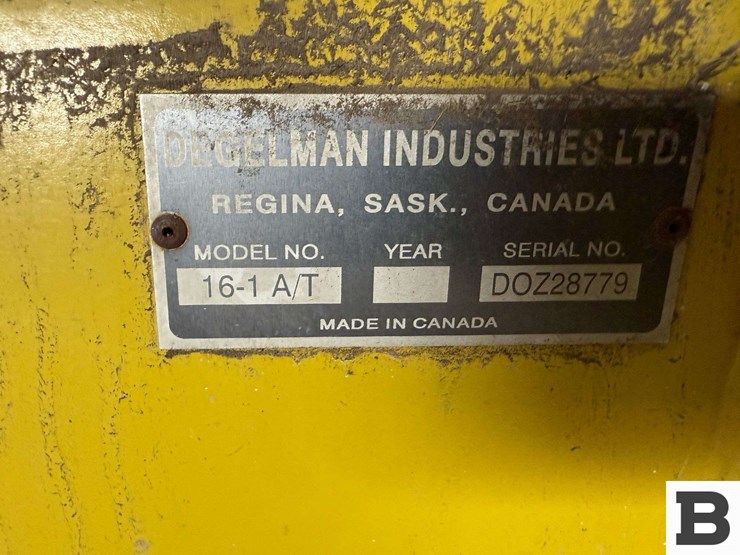 DEGELMAN INDUSTRIES LTD.
REGINA, SASK., CANADA
MODEL NO. YEAR SERIAL NO.
16-1 A/T DOZ28779
MADE IN CANADA
B